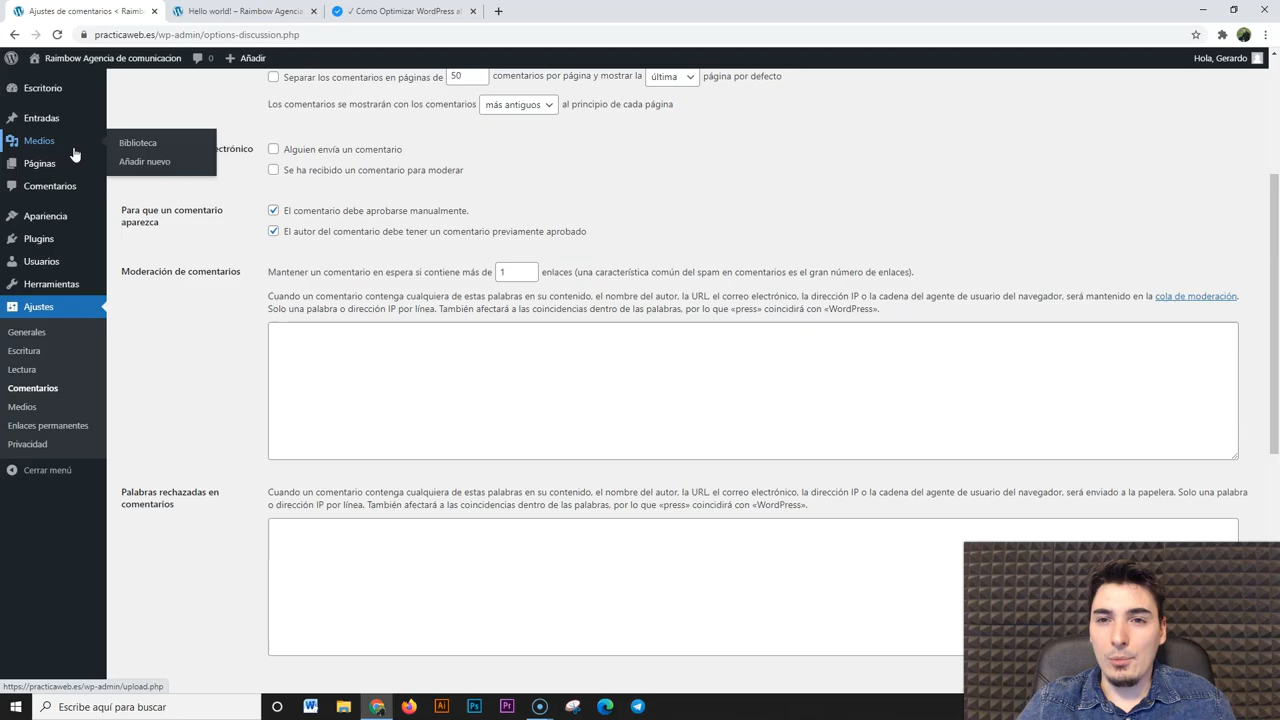 Ajustes de comentarios < Raimb
Hello world! – Raimbow Agencia
✓ Cómo Optimizar WordPress al
practicaweb.es/wp-admin/options-discussion.php
Raimbow Agencia de comunicacion
0
Añadir
Hola, Gerardo
Escritorio
Entradas
Medios
Páginas
Comentarios
Apariencia
Plugins
Usuarios
Herramientas
Ajustes
Generales
Escritura
Lectura
Comentarios
Medios
Enlaces permanentes
Privacidad
Cerrar menú
Biblioteca
Añadir nuevo
Separar los comentarios en páginas de 50 comentarios por página y mostrar la última página por defecto
Los comentarios se mostrarán con los comentarios más antiguos al principio de cada página
ectrónico
Alguien envía un comentario
Se ha recibido un comentario para moderar
Para que un comentario
aparezca
El comentario debe aprobarse manualmente.
El autor del comentario debe tener un comentario previamente aprobado
Moderación de comentarios
Mantener un comentario en espera si contiene más de 1 enlaces (una característica común del spam en comentarios es el gran número de enlaces).
Cuando un comentario contenga cualquiera de estas palabras en su contenido, el nombre del autor, la URL, el correo electrónico, la dirección IP o la cadena del agente de usuario del navegador, será mantenido en la cola de moderación.
Solo una palabra o dirección IP por línea. También afectará a las coincidencias dentro de las palabras, por lo que «press» coincidirá con «WordPress».
Palabras rechazadas en
comentarios
Cuando un comentario contenga cualquiera de estas palabras en su contenido, el nombre del autor, la URL, el correo electrónico, la dirección IP o la cadena del agente de usuario del navegador, será enviado a la papelera. Solo una palabra
o dirección IP por línea. También afectará a las coincidencias dentro de las palabras, por lo que «press» coincidirá con «WordPress».
https://practicaweb.es/wp-admin/upload.php
Escribe aquí para buscar
Ai
Ps
Pr